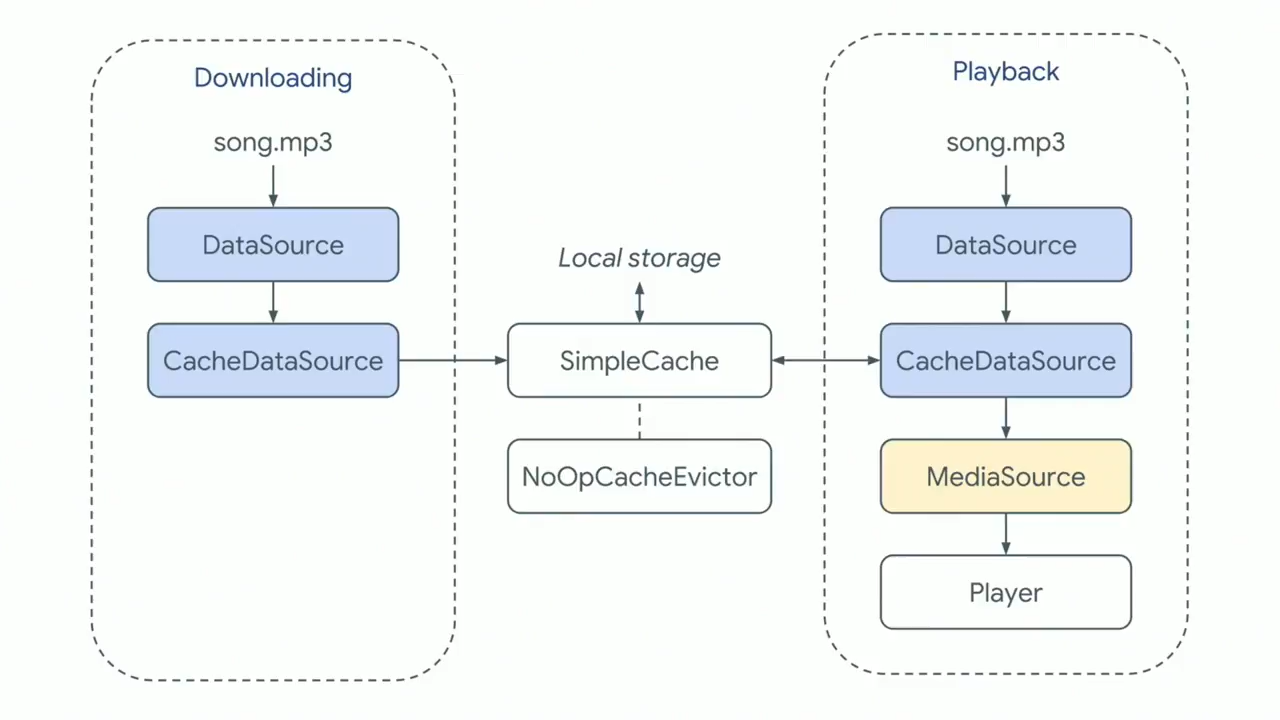 Downloading
song.mp3
DataSource
CacheDataSource
Local storage
SimpleCache
NoOpCacheEvictor
Playback
song.mp3
DataSource
CacheDataSource
MediaSource
Player